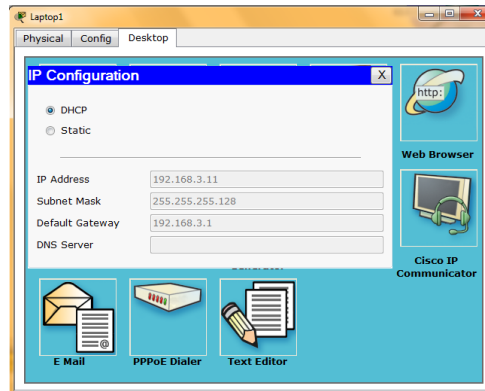 Laptop1
Physical Config Desktop
IP Configuration X
http:
DHCP
Static
Web Browser
IP Address 192.168.3.11
Subnet Mask 255.255.255.128
Default Gateway 192.168.3.1
DNS Server
Cisco IP
Communicator
E Mail PPPoE Dialer Text Editor